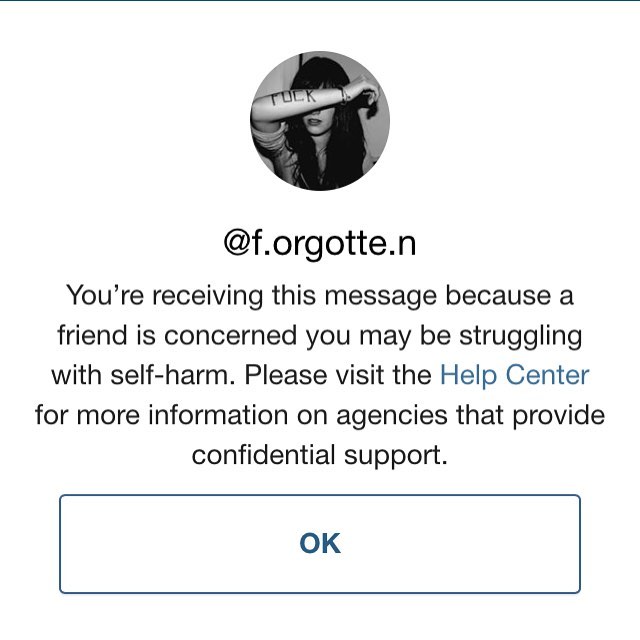 FUCK
@f.orgotte.n
You’re receiving this message because a
friend is concerned you may be struggling
with self-harm. Please visit the Help Center
for more information on agencies that provide
confidential support.
OK